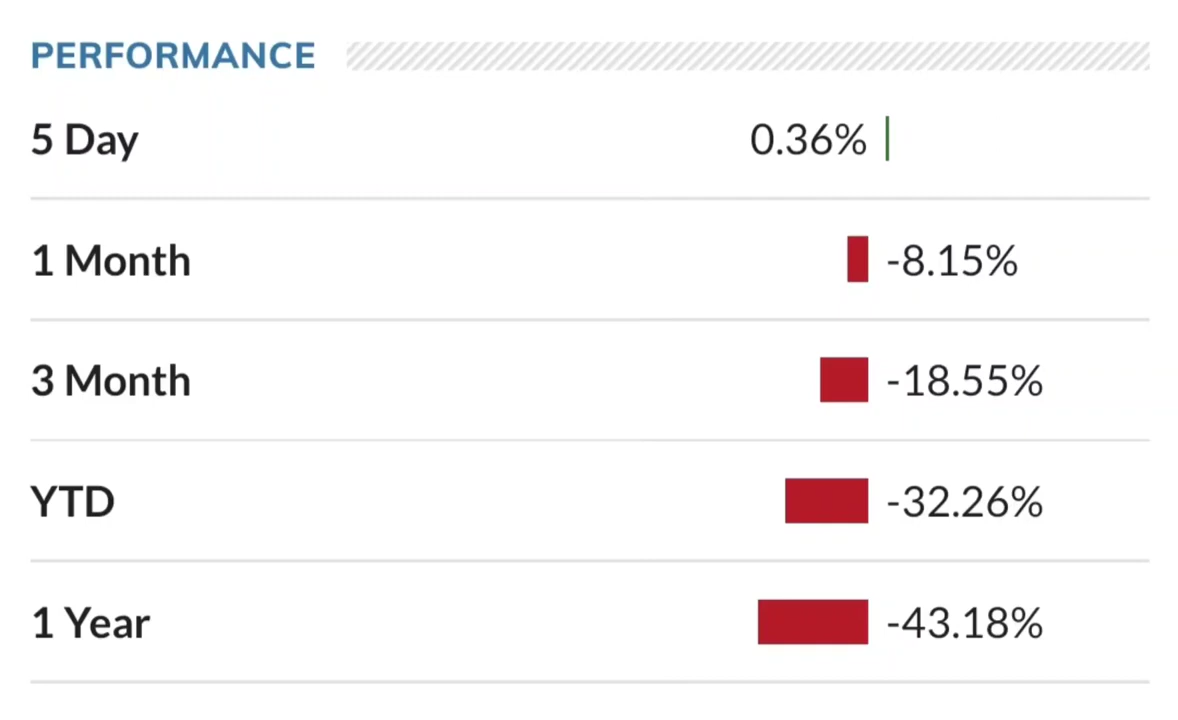 PERFORMANCE
5 Day 0.36%
1 Month -8.15%
3 Month -18.55%
YTD -32.26%
1 Year -43.18%